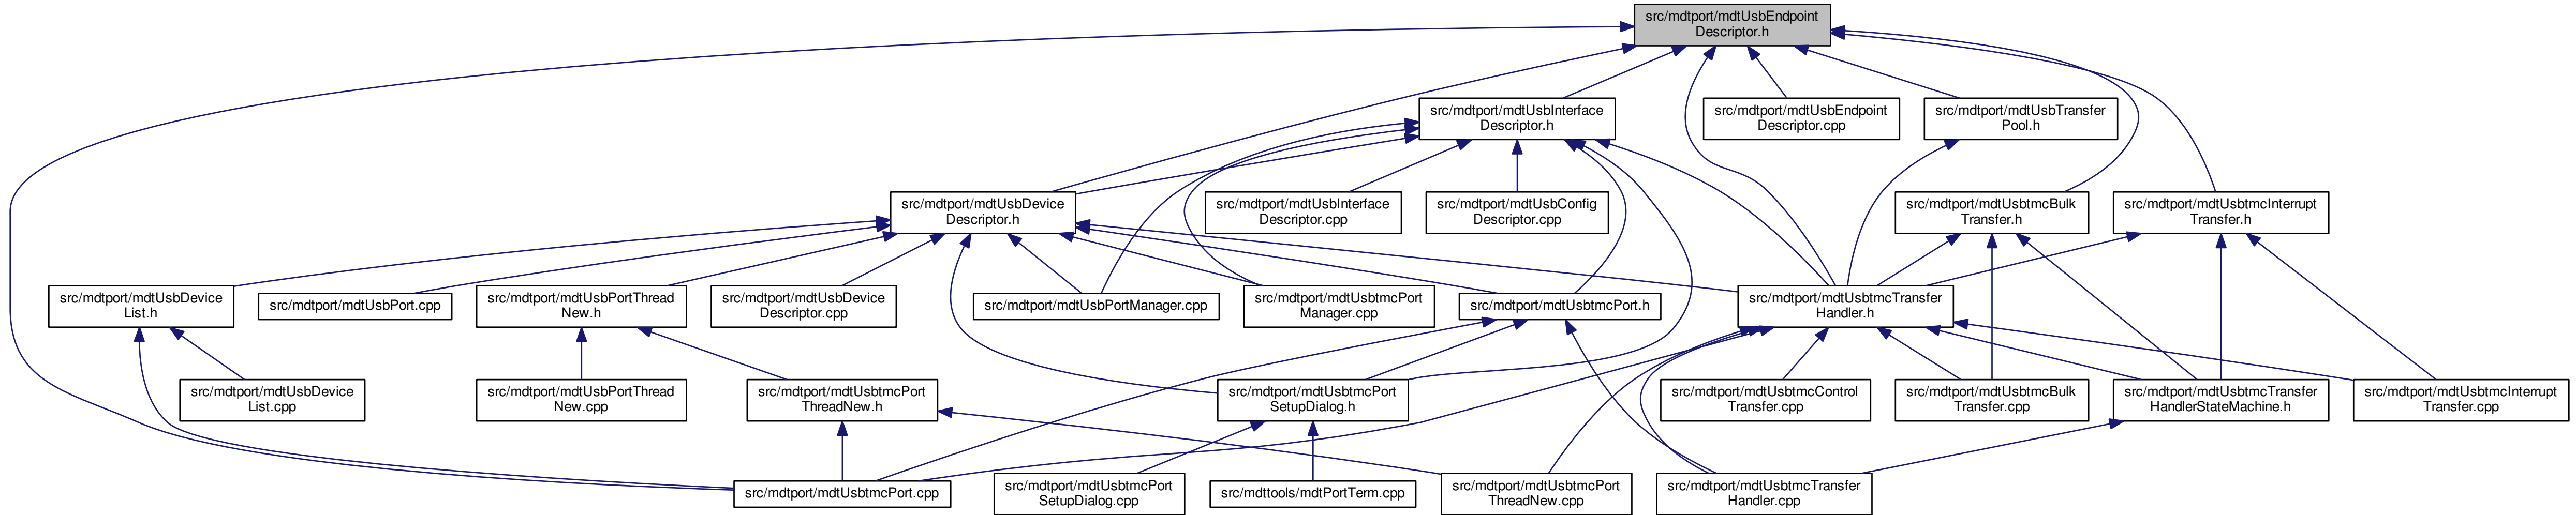 src/mdtport/mdtUsbEndpoint
Descriptor.h
src/mdtport/mdtUsbInterface
Descriptor.h
src/mdtport/mdtUsbEndpoint
Descriptor.cpp
src/mdtport/mdtUsbTransfer
Pool.h
src/mdtport/mdtUsbDevice
Descriptor.h
src/mdtport/mdtUsbInterface
Descriptor.cpp
src/mdtport/mdtUsbConfig
Descriptor.cpp
src/mdtport/mdtUsbtmcBulk
Transfer.h
src/mdtport/mdtUsbtmcInterrupt
Transfer.h
src/mdtport/mdtUsbDevice
List.h
src/mdtport/mdtUsbPort.cpp
src/mdtport/mdtUsbPortThread
New.h
src/mdtport/mdtUsbDevice
Descriptor.cpp
src/mdtport/mdtUsbPortManager.cpp
src/mdtport/mdtUsbtmcPort
Manager.cpp
src/mdtport/mdtUsbtmcPort.h
src/mdtport/mdtUsbtmcTransfer
Handler.h
src/mdtport/mdtUsbDevice
List.cpp
src/mdtport/mdtUsbPortThread
New.cpp
src/mdtport/mdtUsbtmcPort
ThreadNew.h
src/mdtport/mdtUsbtmcPort
SetupDialog.h
src/mdtport/mdtUsbtmcControl
Transfer.cpp
src/mdtport/mdtUsbtmcBulk
Transfer.cpp
src/mdtport/mdtUsbtmcTransfer
HandlerStateMachine.h
src/mdtport/mdtUsbtmcInterrupt
Transfer.cpp
src/mdtport/mdtUsbtmcPort.cpp
src/mdtport/mdtUsbtmcPort
SetupDialog.cpp
src/mdttools/mdtPortTerm.cpp
src/mdtport/mdtUsbtmcPort
ThreadNew.cpp
src/mdtport/mdtUsbtmcTransfer
Handler.cpp